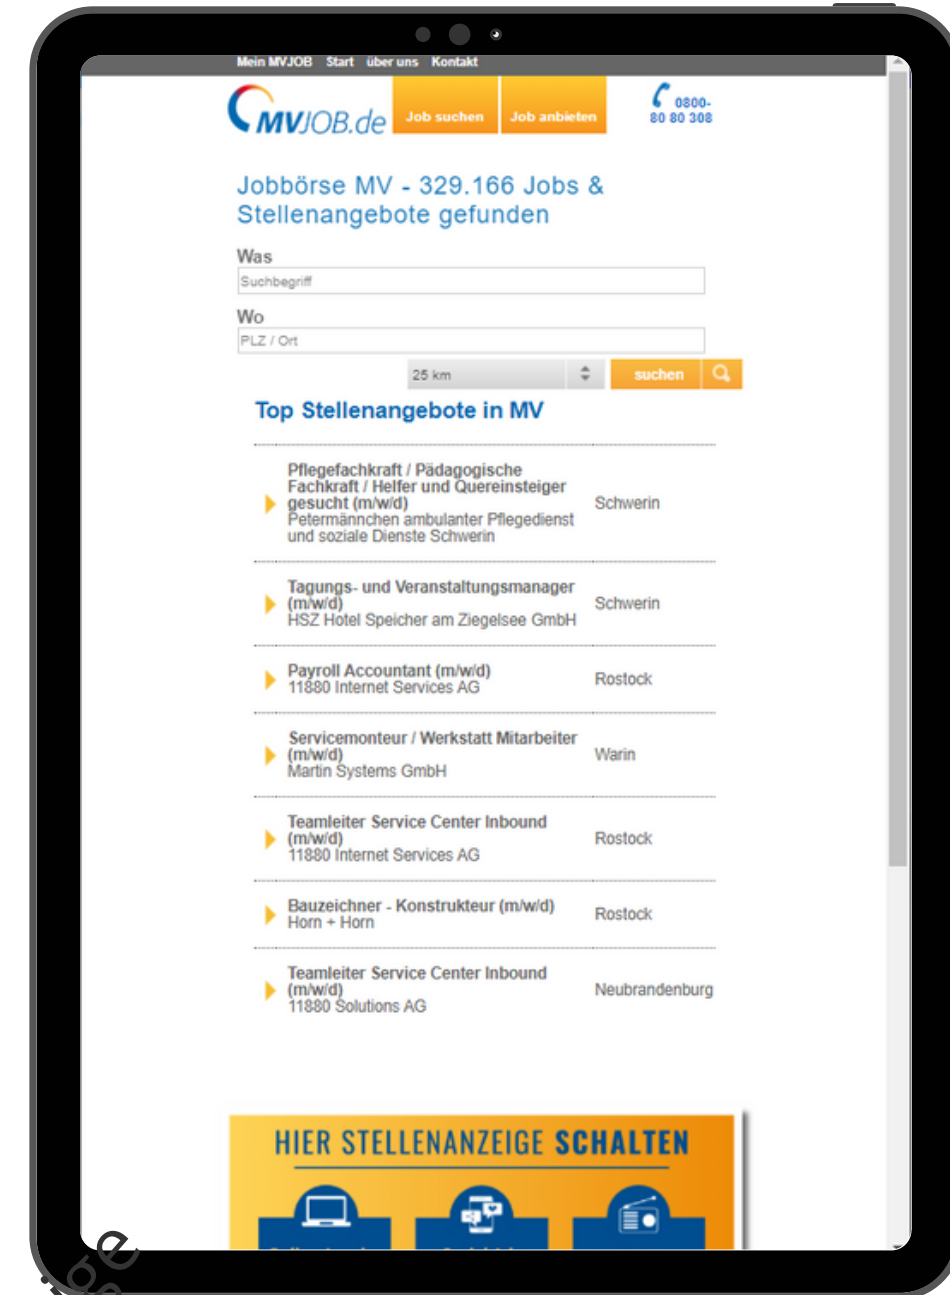 Mein MVJOB Start über uns Kontakt
MVJOB.de
Job suchen
Job anbieten
0800-
80 80 308
Jobbörse MV - 329.166 Jobs &
Stellenangebote gefunden
Was
Suchbegriff
Wo
PLZ / Ort
25 km
suchen
Top Stellenangebote in MV
Pflegefachkraft / Pädagogische
Fachkraft / Helfer und Quereinsteiger
gesucht (m/w/d)
Petermännchen ambulanter Pflegedienst
und soziale Dienste Schwerin
Schwerin
Tagungs- und Veranstaltungsmanager
(m/w/d)
HSZ Hotel Speicher am Ziegelsee GmbH
Schwerin
Payroll Accountant (m/w/d)
11880 Internet Services AG
Rostock
Servicemonteur / Werkstatt Mitarbeiter
(m/w/d)
Martin Systems GmbH
Warin
Teamleiter Service Center Inbound
(m/w/d)
11880 Internet Services AG
Rostock
Bauzeichner - Konstrukteur (m/w/d)
Horn + Horn
Rostock
Teamleiter Service Center Inbound
(m/w/d)
11880 Solutions AG
Neubrandenburg
HIER STELLENANZEIGE SCHALTEN